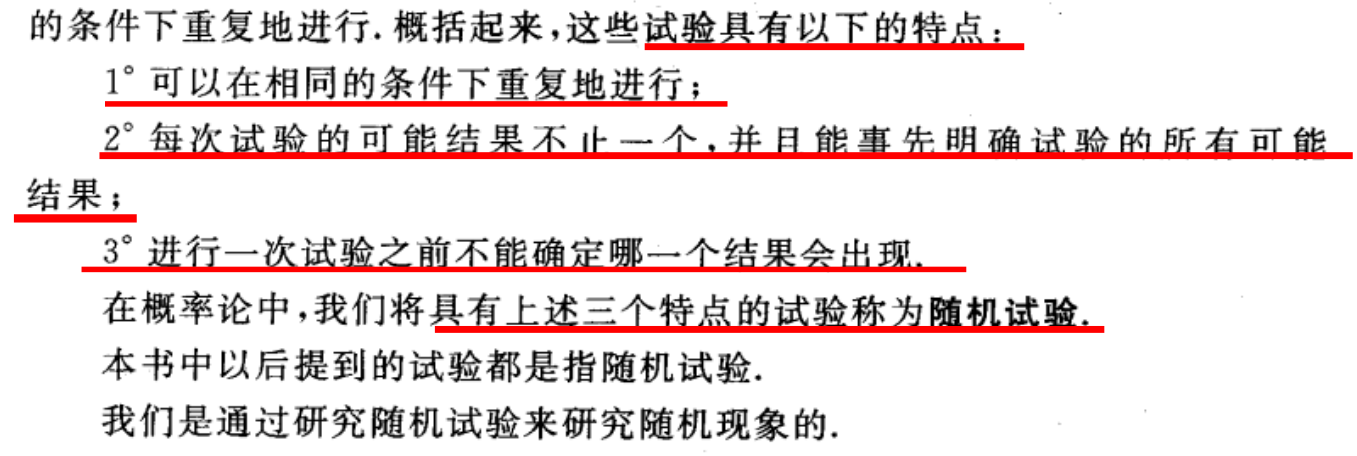 的条件下重复地进行.概括起来,这些试验具有以下的特点:
1°可以在相同的条件下重复地进行;
2°每次试验的可能结果不止一个,并且能事先明确试验的所有可能
结果;
3°进行一次试验之前不能确定哪一个结果会出现.
在概率论中,我们将具有上述三个特点的试验称为随机试验.
本书中以后提到的试验都是指随机试验.
我们是通过研究随机试验来研究随机现象的.